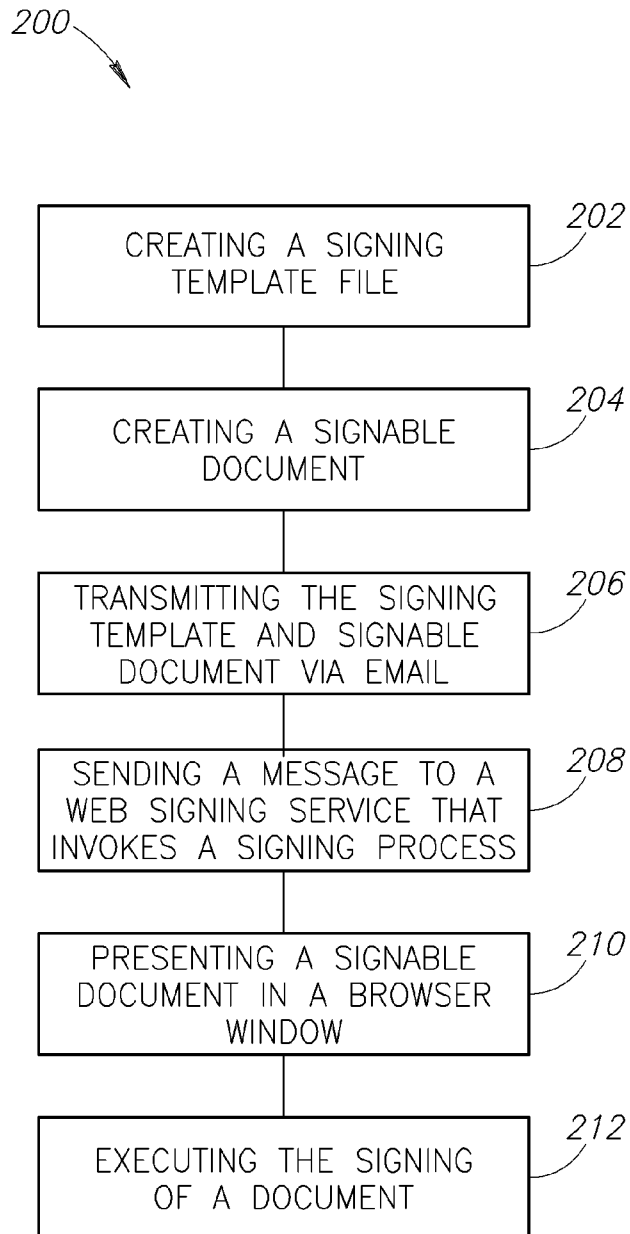 200
202
CREATING A SIGNING
TEMPLATE FILE
204
CREATING A SIGNABLE
DOCUMENT
206
TRANSMITTING THE SIGNING
TEMPLATE AND SIGNABLE
DOCUMENT VIA EMAIL
208
SENDING A MESSAGE TO A
WEB SIGNING SERVICE THAT
INVOKES A SIGNING PROCESS
210
PRESENTING A SIGNABLE
DOCUMENT IN A BROWSER
WINDOW
212
EXECUTING THE SIGNING
OF A DOCUMENT